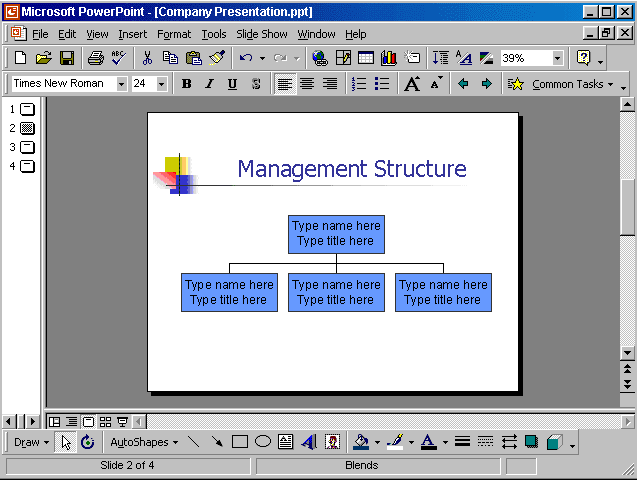 Microsoft PowerPoint - [Company Presentation.ppt]
File Edit View Insert Format Tools Slide Show Window Help
ABC 39% ?
Times New Roman 24 B I U S A A Common Tasks
1
2
3
4
Management Structure
Type name here
Type title here
Type name here Type name here Type name here
Type title here Type title here Type title here
Draw AutoShapes A A
Slide 2 of 4 Blends